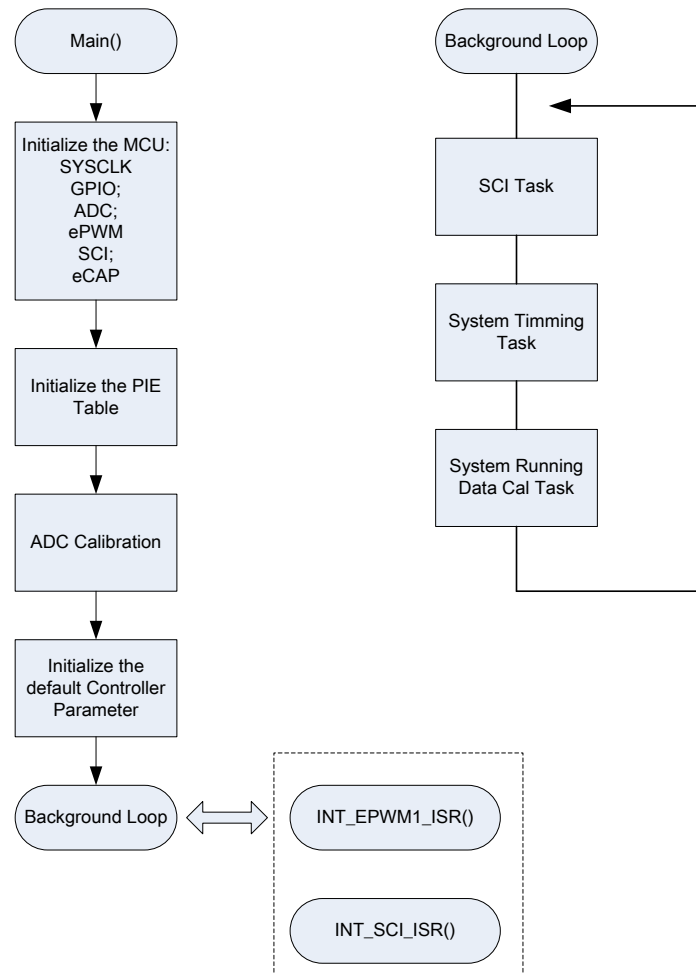 Main()
Initialize the MCU:
SYSCLK
GPIO;
ADC;
ePWM
SCI;
eCAP
Initialize the PIE
Table
ADC Calibration
Initialize the
default Controller
Parameter
Background Loop
INT_EPWM1_ISR()
INT_SCI_ISR()
Background Loop
SCI Task
System Timming
Task
System Running
Data Cal Task